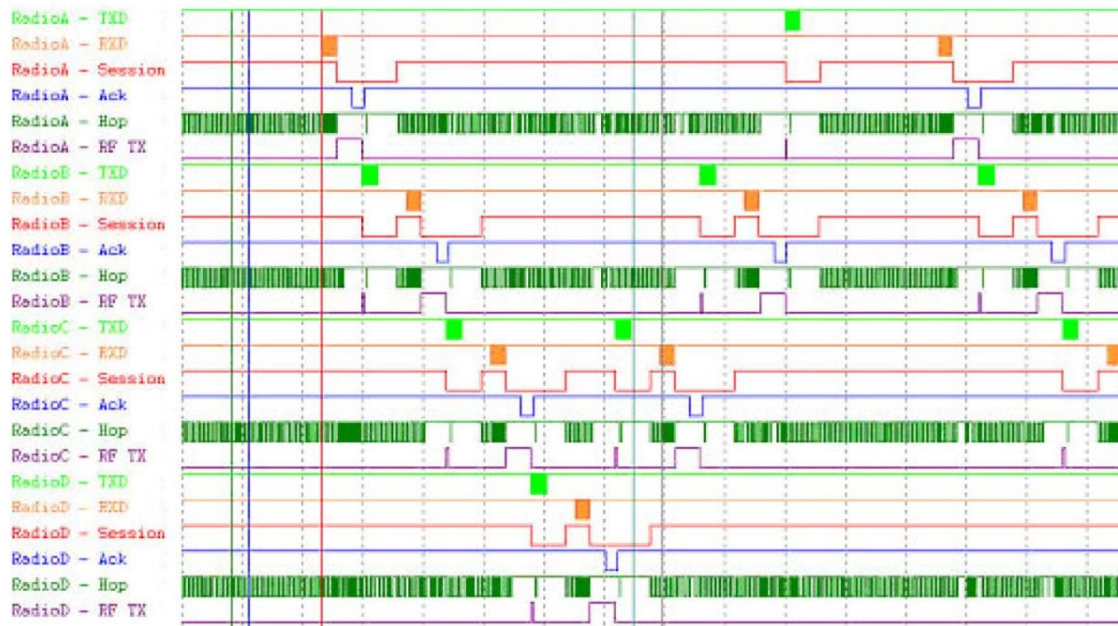 RadioA - TXD
RadioA - RXD
RadioA - Session
RadioA - Ack
RadioA - Hop
RadioA - RF TX
RadioB - TXD
RadioB - RXD
RadioB - Session
RadioB - Ack
RadioB - Hop
RadioB - RF TX
RadioC - TXD
RadioC - RXD
RadioC - Session
RadioC - Ack
RadioC - Hop
RadioC - RF TX
RadioD - TXD
RadioD - RXD
RadioD - Session
RadioD - Ack
RadioD - Hop
RadioD - RF TX